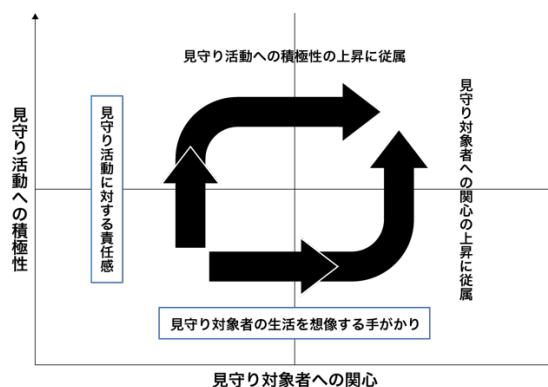 見守り活動への積極性の上昇に従属
見守り活動への積極性
見守り活動に対する責任感
見守り対象者への関心の上昇に従属
見守り対象者の生活を想像する手がかり
見守り対象者への関心